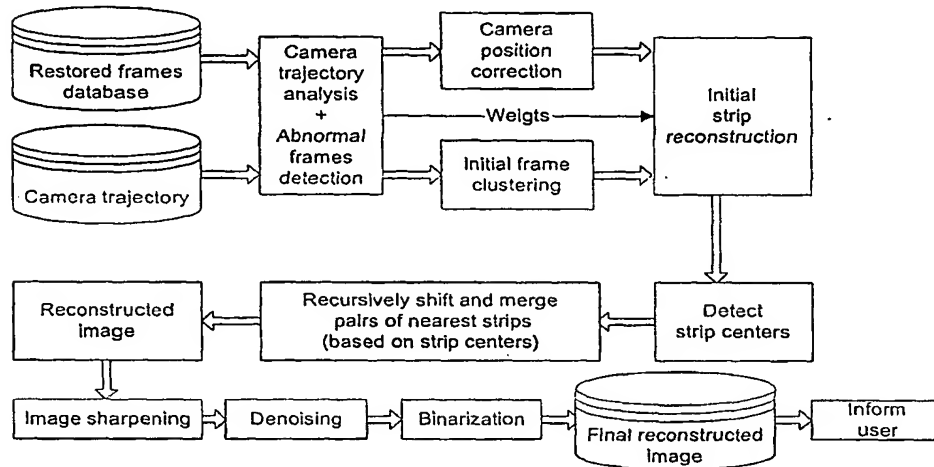 Restored frames
database
Camera trajectory
Camera
trajectory
analysis
+
Abnormal
frames
detection
Camera
position
correction
Weigts
Initial frame
clustering
Initial
strip
reconstruction
Detect
strip centers
Recursively shift and merge
pairs of nearest strips
(based on strip centers)
Reconstructed
image
Image sharpening
Denoising
Binarization
Final reconstructed
image
Inform
user